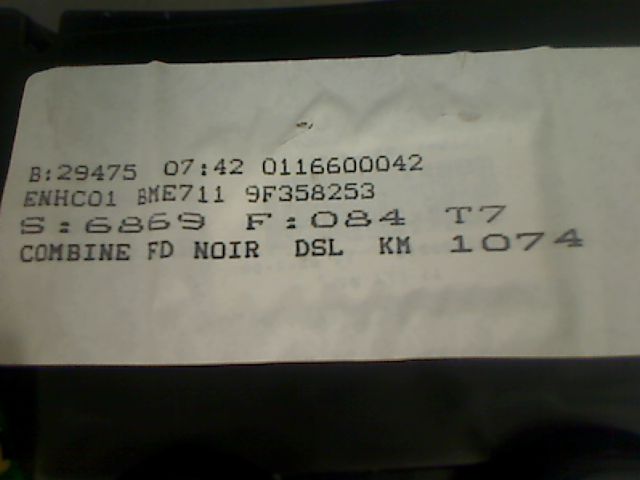 B:29475 07:42 0116600042
ENHC01 BME711 9F358253
S:6869 F:084 T7
COMBINE FD NOIR DSL KM 1074